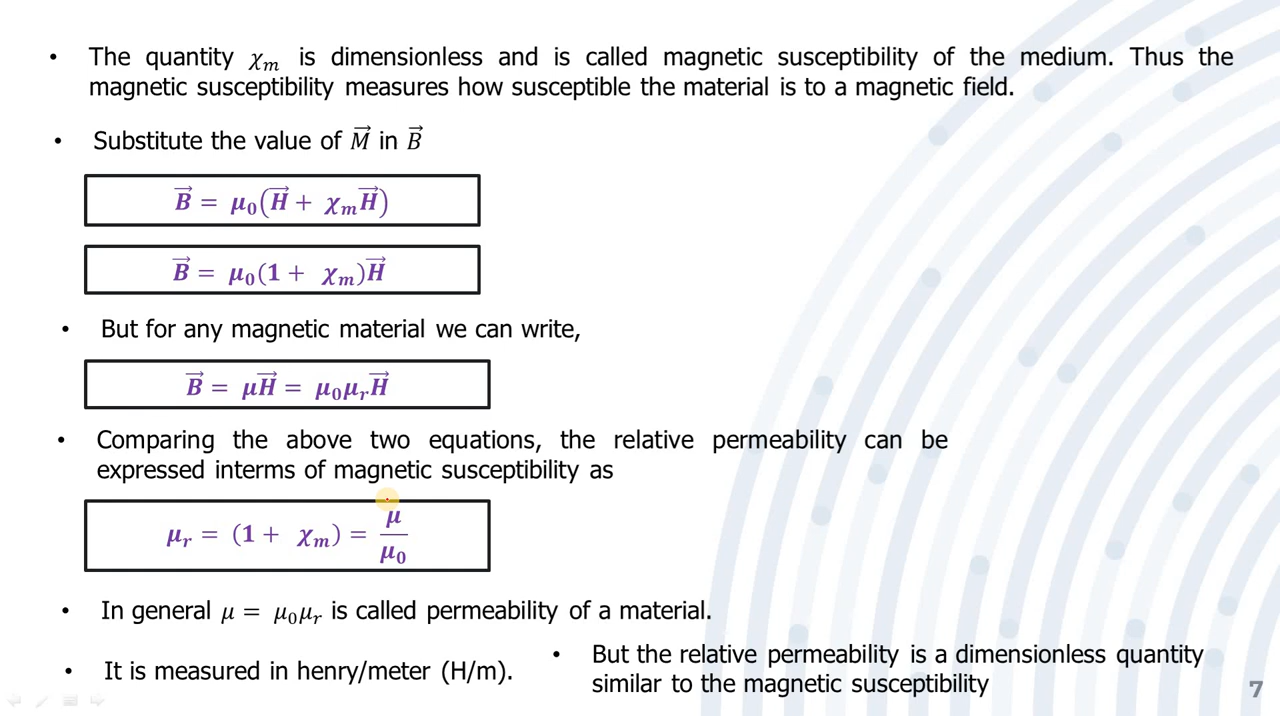 • The quantity χₘ is dimensionless and is called magnetic susceptibility of the medium. Thus the
magnetic susceptibility measures how susceptible the material is to a magnetic field.
• Substitute the value of M⃗ in B⃗
B⃗ = μ₀(H⃗ + χₘH⃗)
B⃗ = μ₀(1 + χₘ)H⃗
• But for any magnetic material we can write,
B⃗ = μH⃗ = μ₀μᵣH⃗
• Comparing the above two equations, the relative permeability can be
expressed interms of magnetic susceptibility as
μᵣ = (1 + χₘ) = μ/μ₀
• In general μ = μ₀μᵣ is called permeability of a material.
• It is measured in henry/meter (H/m).
• But the relative permeability is a dimensionless quantity
similar to the magnetic susceptibility
7